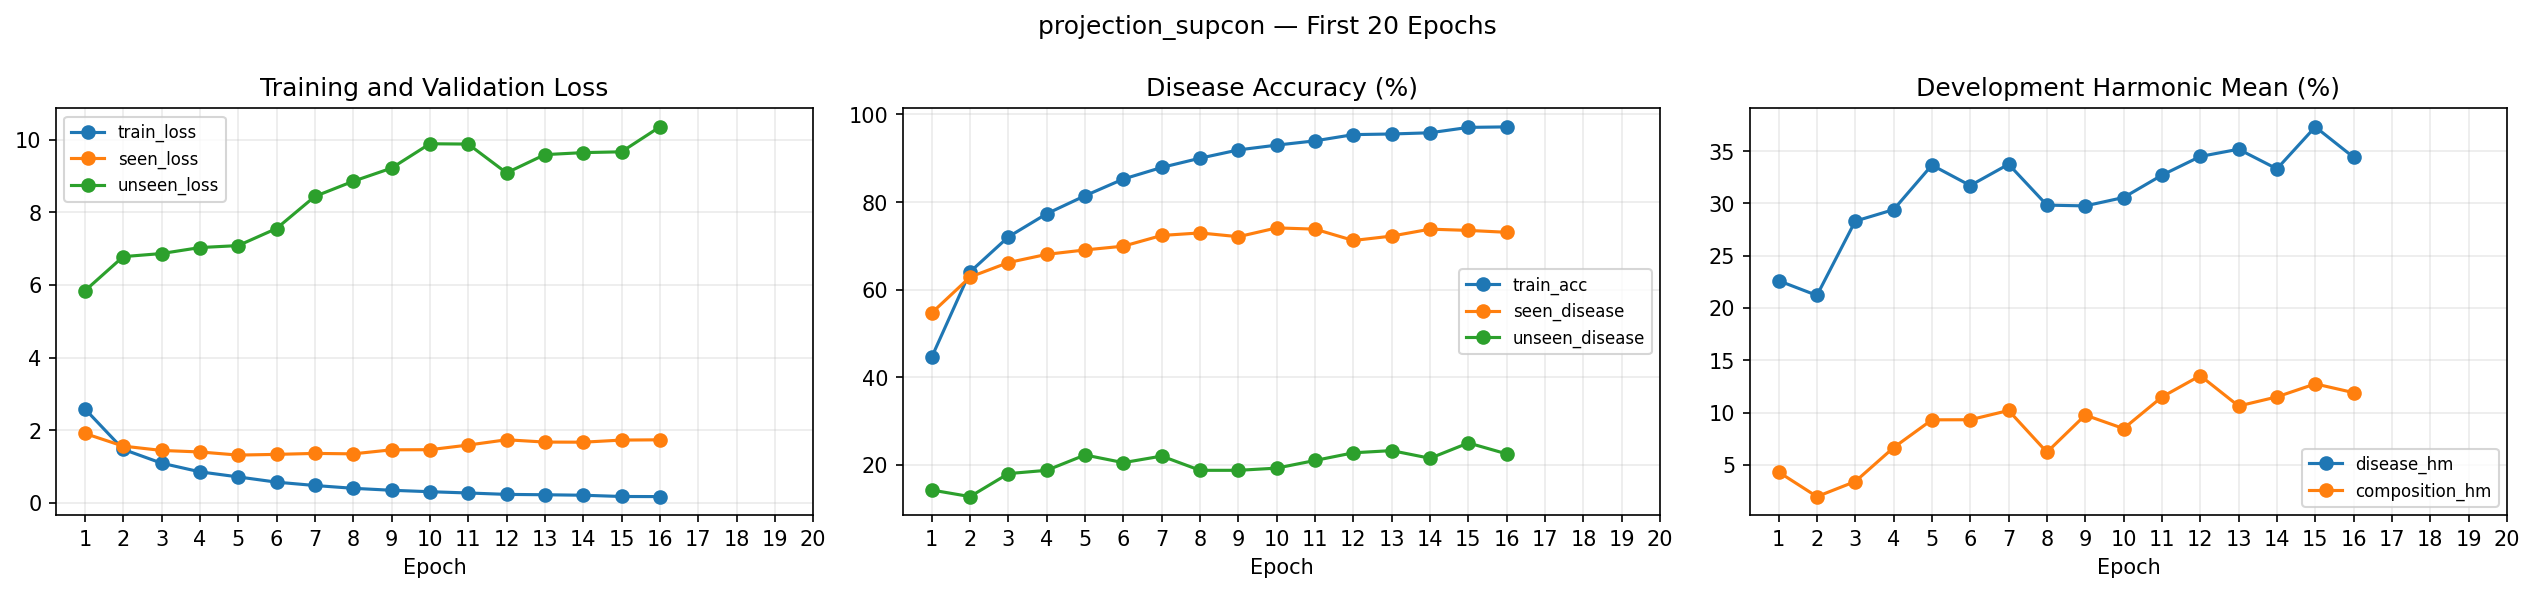 projection_supcon — First 20 Epochs
Training and Validation Loss
train_loss
seen_loss
unseen_loss
10
8
6
4
2
0
1 2 3 4 5 6 7 8 9 10 11 12 13 14 15 16 17 18 19 20
Epoch
Disease Accuracy (%)
100
80
60
40
20
train_acc
seen_disease
unseen_disease
1 2 3 4 5 6 7 8 9 10 11 12 13 14 15 16 17 18 19 20
Epoch
Development Harmonic Mean (%)
35
30
25
20
15
10
5
disease_hm
composition_hm
1 2 3 4 5 6 7 8 9 10 11 12 13 14 15 16 17 18 19 20
Epoch